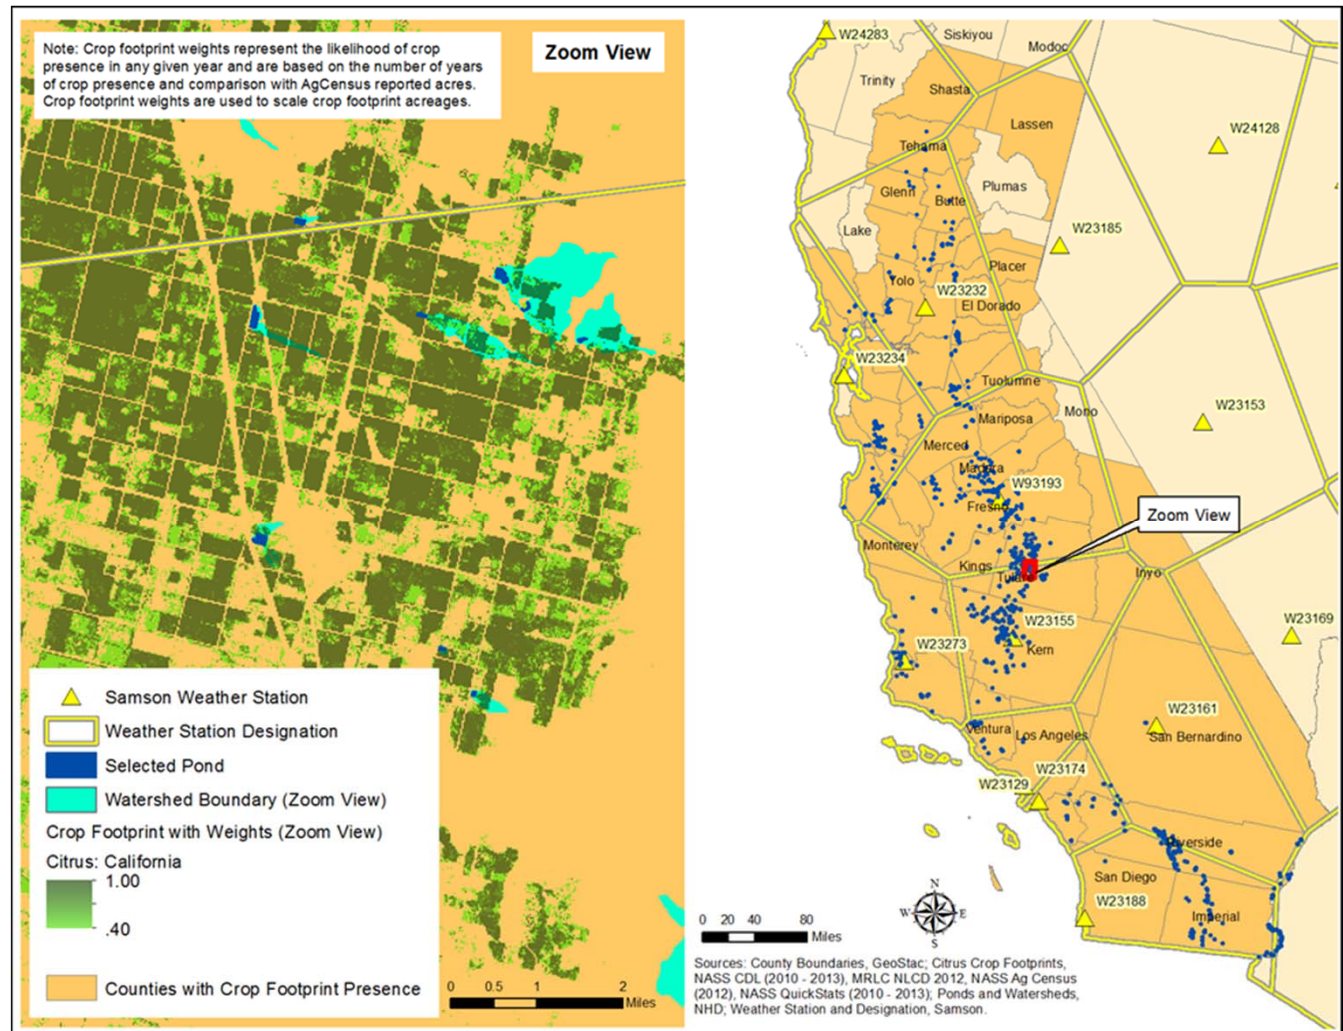 Note: Crop footprint weights represent the likelihood of crop
presence in any given year and are based on the number of years
of crop presence and comparison with AgCensus reported acres.
Crop footprint weights are used to scale crop footprint acreages.
Zoom View
Samson Weather Station
Weather Station Designation
Selected Pond
Watershed Boundary (Zoom View)
Crop Footprint with Weights (Zoom View)
Citrus: California
1.00
.40
Counties with Crop Footprint Presence
0 0.5 1 2
Miles
W24283
Siskiyou
Modoc
Trinity
Shasta
Lassen
W24128
Tehama
Plumas
Glenn
Butte
Lake
W23185
Placer
Yolo
W23232
El Dorado
W23234
Tuolumne
Mono
W23153
Mariposa
Merced
Madera
W93193
Fresno
Zoom View
Monterey
Kings
Tulare
Inyo
W23155
W23169
W23273
Kern
W23161
Ventura
Los Angeles
San Bernardino
W23174
W23129
Riverside
San Diego
W23188
Imperial
N
W E
S
0 20 40 80
Miles
Sources: County Boundaries, GeoStac; Citrus Crop Footprints,
NASS CDL (2010 - 2013), MRLC NLCD 2012, NASS Ag Census
(2012), NASS QuickStats (2010 - 2013); Ponds and Watersheds,
NHD; Weather Station and Designation, Samson.